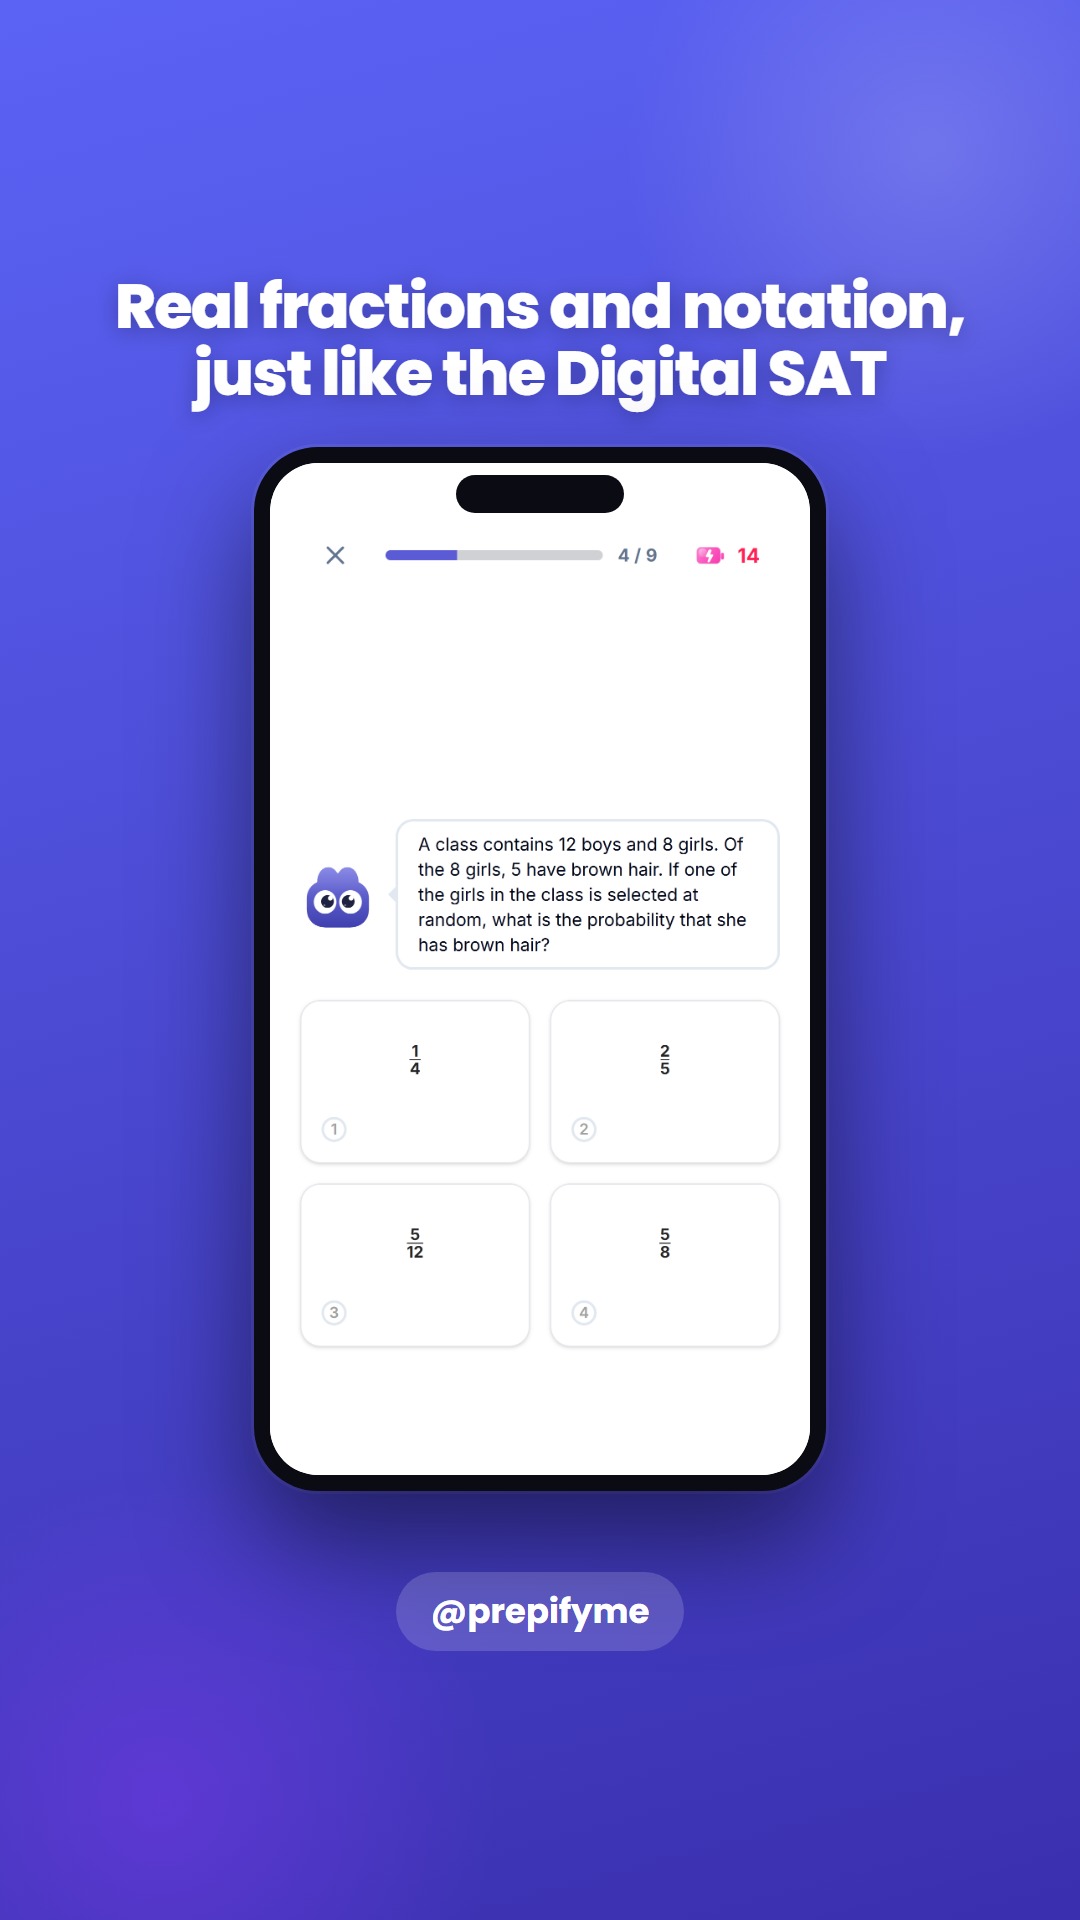 Real fractions and notation,
just like the Digital SAT
4 / 9
14
A class contains 12 boys and 8 girls. Of
the 8 girls, 5 have brown hair. If one of
the girls in the class is selected at
random, what is the probability that she
has brown hair?
1/4
1
2/5
2
5/12
3
5/8
4
@prepifyme